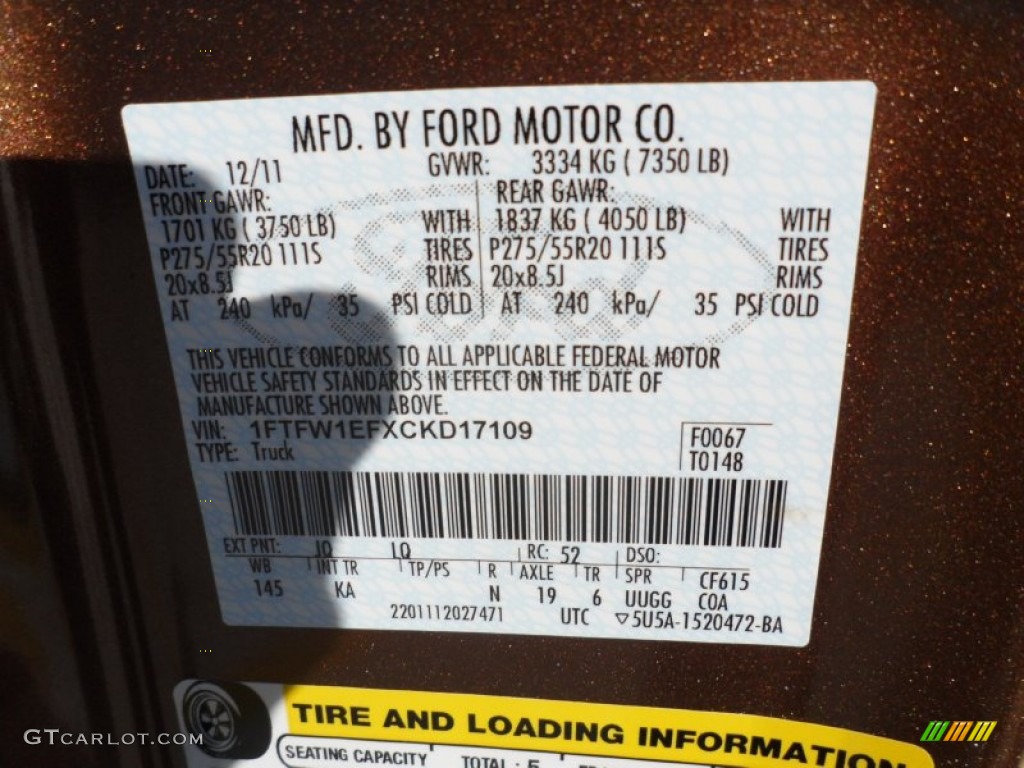 MFD. BY FORD MOTOR CO.
DATE: 12/11 GVWR: 3334 KG ( 7350 LB)
FRONT GAWR: REAR GAWR:
1701 KG ( 3750 LB) WITH 1837 KG ( 4050 LB) WITH
P275/55R20 111S TIRES P275/55R20 111S TIRES
20x8.5J RIMS 20x8.5J RIMS
AT 240 kPa/ 35 PSI COLD AT 240 kPa/ 35 PSI COLD
THIS VEHICLE CONFORMS TO ALL APPLICABLE FEDERAL MOTOR
VEHICLE SAFETY STANDARDS IN EFFECT ON THE DATE OF
MANUFACTURE SHOWN ABOVE.
VIN: 1FTFW1EFXCKD17109 F0067
TYPE: Truck T0148
EXT PNT: RC: 52 DSO:
WB INT TR TP/PS R AXLE TR SPR CF615
145 KA N 19 6 UUGG COA
2201112027471 UTC ▽5U5A-1520472-BA
TIRE AND LOADING INFORMATION
SEATING CAPACITY TOTAL : 5
GTCARLOT.COM